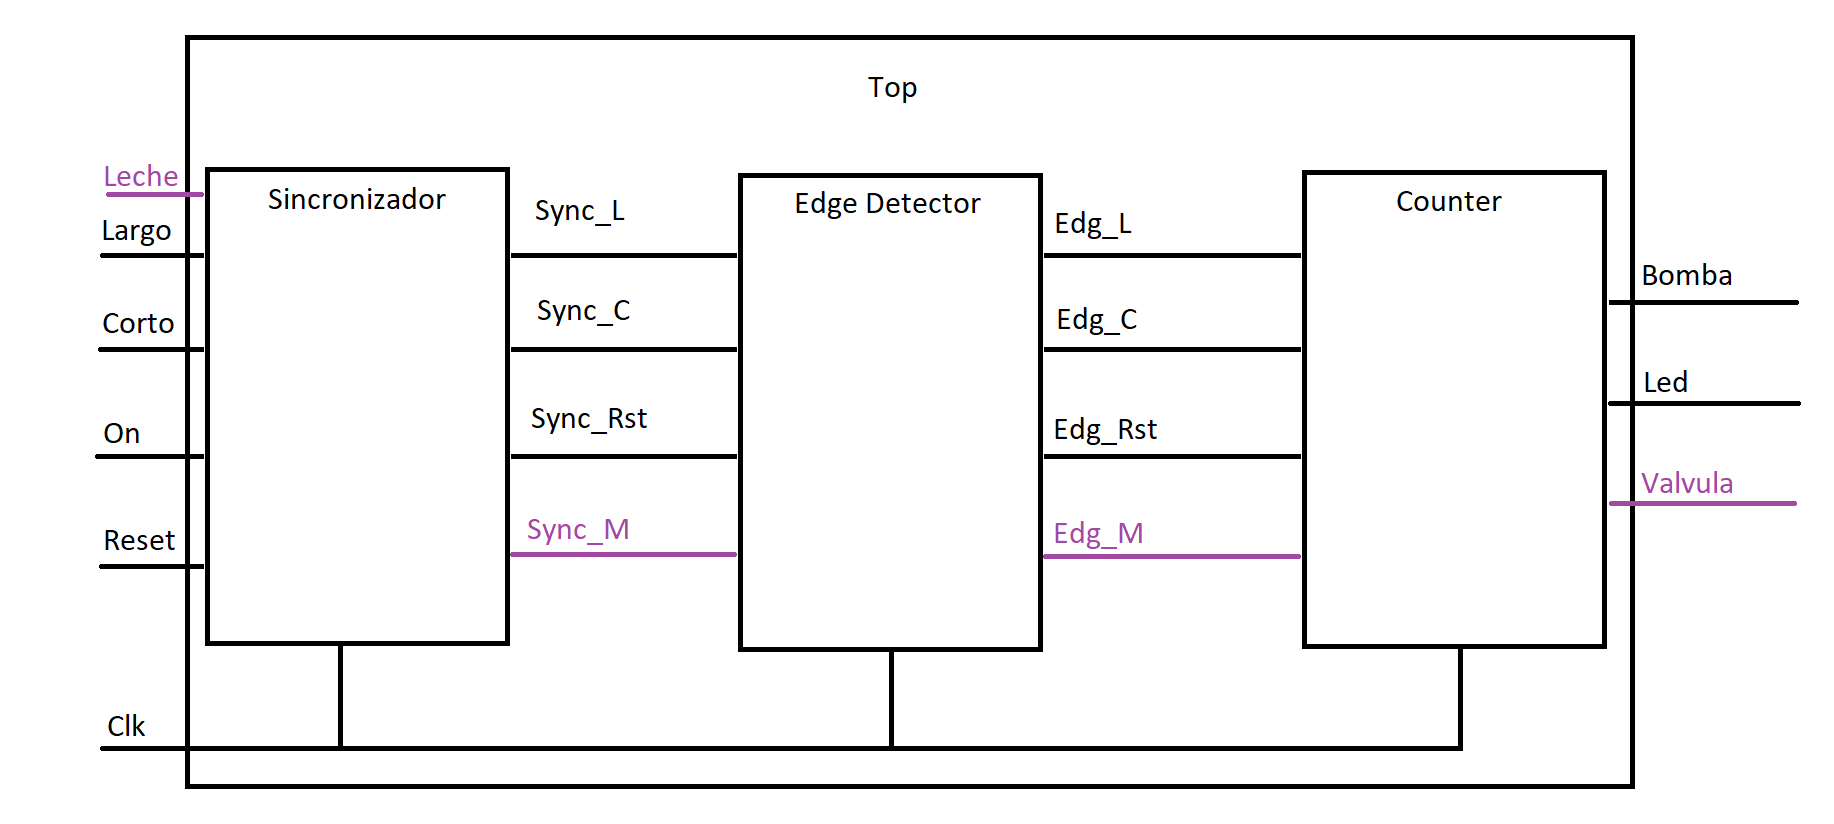 Top
Leche
Largo
Corto
On
Reset
Clk
Sincronizador
Sync_L
Sync_C
Sync_Rst
Sync_M
Edge Detector
Edg_L
Edg_C
Edg_Rst
Edg_M
Counter
Bomba
Led
Valvula